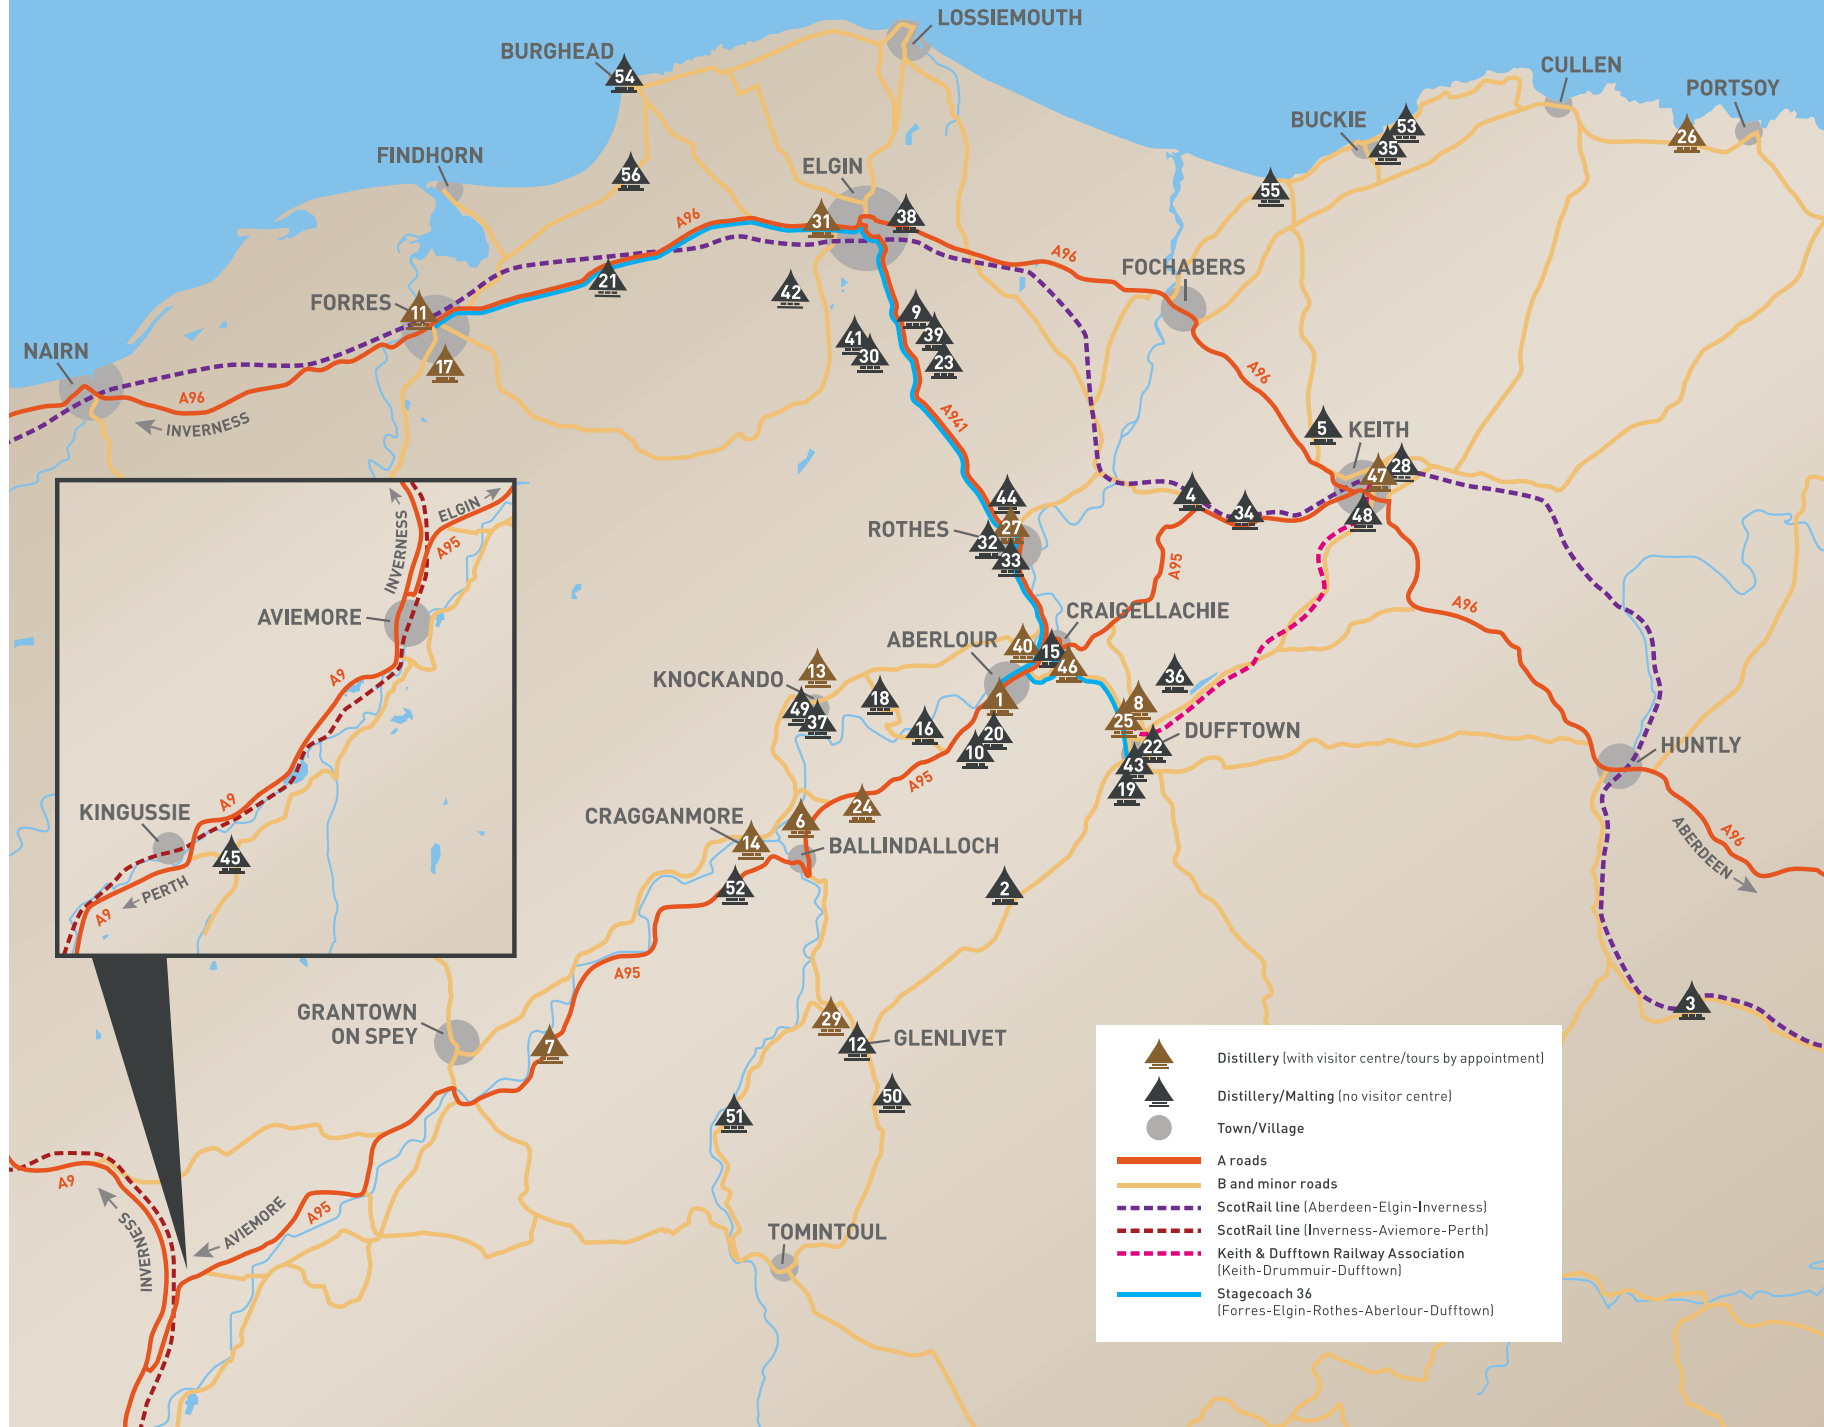 LOSSIEMOUTH
BURGHEAD
54
CULLEN
PORTSOY
BUCKIE
53
35
26
FINDHORN
ELGIN
56
55
A96
31
38
A96
FOCHABERS
21
42
FORRES
11
9
39
41
30
23
17
NAIRN
A96
INVERNESS
A96
A941
5
KEITH
47
28
4
34
48
44
ROTHES
27
32
33
A95
CRAIGELLACHIE
A96
ABERLOUR
40
15
46
36
KNOCKANDO
13
49
37
18
16
1
20
10
8
25
DUFFTOWN
22
43
19
HUNTLY
A95
24
6
CRAGGANMORE
14
BALLINDALLOCH
52
2
ABERDEEN
A96
3
INVERNESS
ELGIN
A95
AVIEMORE
A9
A9
KINGUSSIE
45
PERTH
A9
A95
GRANTOWN
ON SPEY
7
29
12
GLENLIVET
50
51
A9
INVERNESS
AVIEMORE
A95
TOMINTOUL
Distillery (with visitor centre/tours by appointment)
Distillery/Malting (no visitor centre)
Town/Village
A roads
B and minor roads
ScotRail line (Aberdeen-Elgin-Inverness)
ScotRail line (Inverness-Aviemore-Perth)
Keith & Dufftown Railway Association
(Keith-Drummuir-Dufftown)
Stagecoach 36
(Forres-Elgin-Rothes-Aberlour-Dufftown)